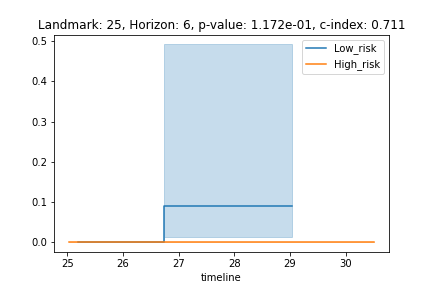 Landmark: 25, Horizon: 6, p-value: 1.172e-01, c-index: 0.711
0.5
0.4
0.3
0.2
0.1
0.0
Low_risk
High_risk
25 26 27 28 29 30
timeline